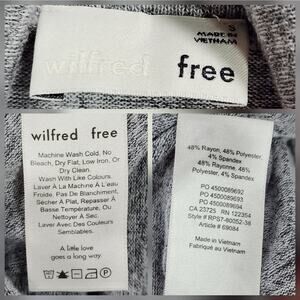 S
MADE IN
VIETNAM
wilfred free
wilfred free
Machine Wash Cold, No
Bleach, Dry Flat, Low Iron, Or
Dry Clean.
Wash With Like Colours.
Laver À La Machine À L'eau
Froide. Pas De Blanchiment.
Sécher À Plat, Repasser À
Basse Température, Ou
Nettoyer À Sec.
Laver Avec Des Couleurs
Semblables.
A little love
goes a long way.
48% Rayon, 48% Polyester,
4% Spandex
48% Rayonne, 48%
Polyester, 4% Spandex
PO 4500089692
PO 4500089693
PO 4500089694
CA 23725 RN 122354
Style # RPS7-60052-38
Article # 69084
Made in Vietnam
Fabriqué au Vietnam